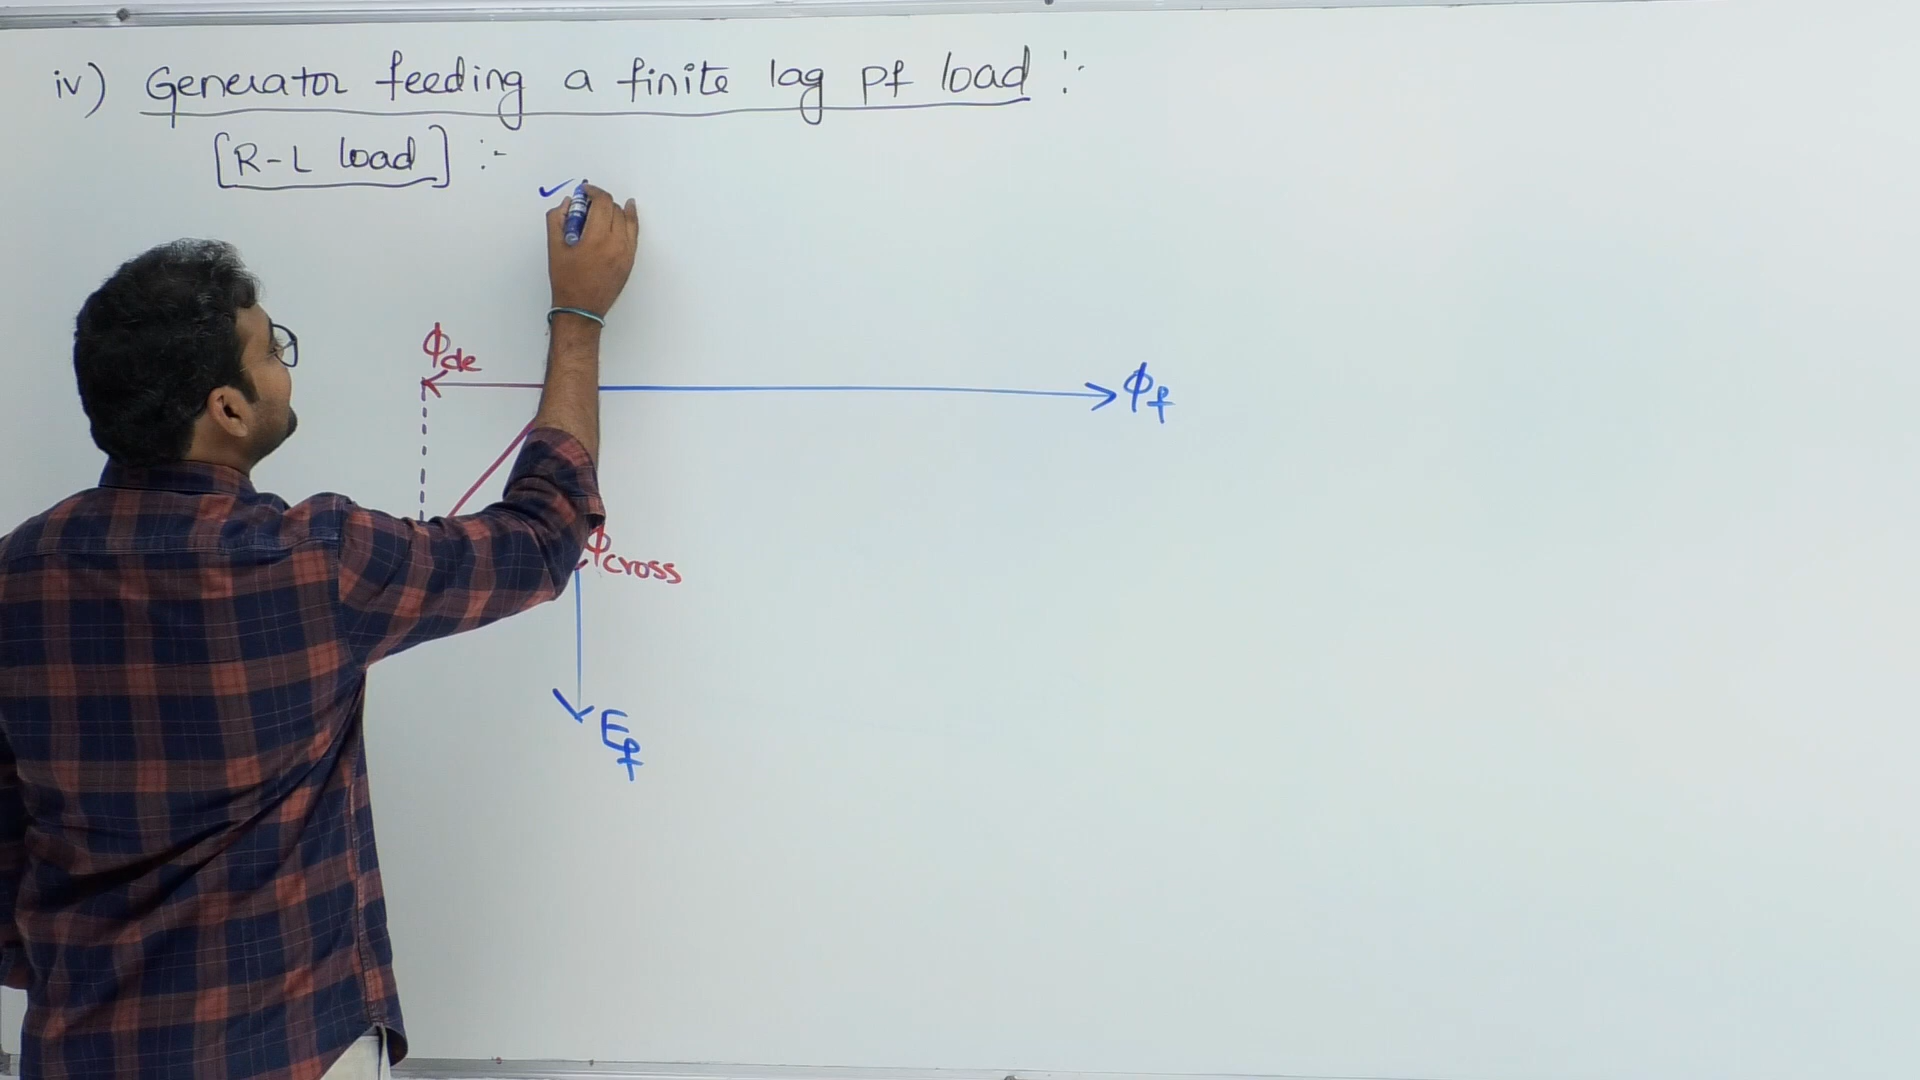 iv) Generator feeding a finite lag pf load :-
[R-L load] :-
ϕde
ϕf
ϕcross
Ef